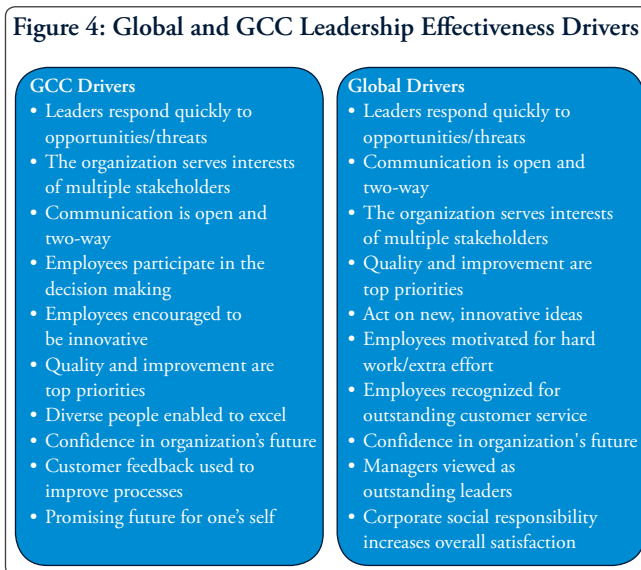 Figure 4: Global and GCC Leadership Effectiveness Drivers
GCC Drivers
• Leaders respond quickly to
opportunities/threats
• The organization serves interests
of multiple stakeholders
• Communication is open and
two-way
• Employees participate in the
decision making
• Employees encouraged to
be innovative
• Quality and improvement are
top priorities
• Diverse people enabled to excel
• Confidence in organization’s future
• Customer feedback used to
improve processes
• Promising future for one’s self
Global Drivers
• Leaders respond quickly to
opportunities/threats
• Communication is open and
two-way
• The organization serves interests
of multiple stakeholders
• Quality and improvement are
top priorities
• Act on new, innovative ideas
• Employees motivated for hard
work/extra effort
• Employees recognized for
outstanding customer service
• Confidence in organization's future
• Managers viewed as
outstanding leaders
• Corporate social responsibility
increases overall satisfaction